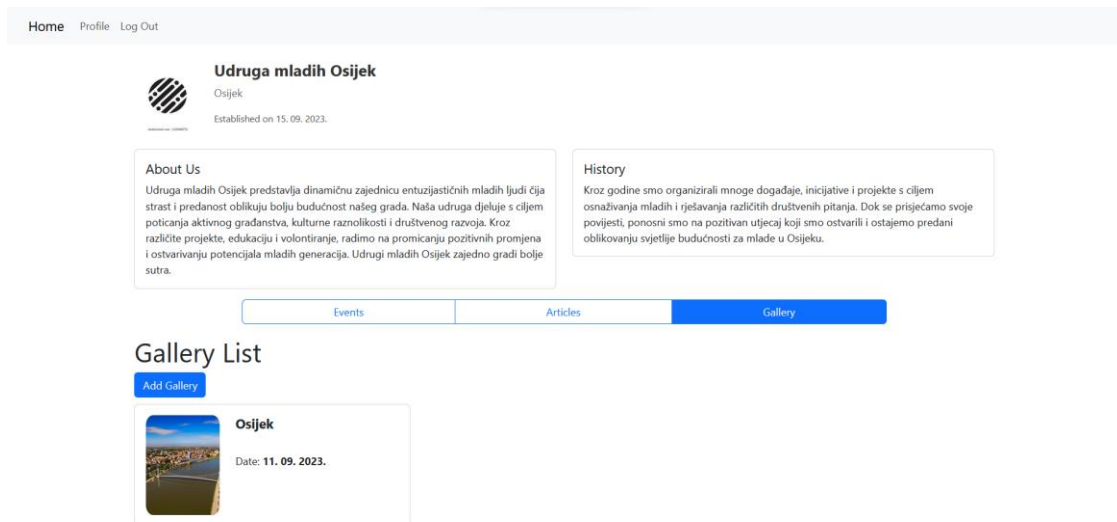 Home Profile Log Out
Udruga mladih Osijek
Osijek
Established on 15. 09. 2023.
About Us
Udruga mladih Osijek predstavlja dinamičnu zajednicu entuzijastičnih mladih ljudi čija
strast i predanost oblikuju bolju budućnost našeg grada. Naša udruga djeluje s ciljem
poticanja aktivnog građanstva, kulturne raznolikosti i društvenog razvoja. Kroz
različite projekte, edukaciju i volontiranje, radimo na promicanju pozitivnih promjena
i ostvarivanju potencijala mladih generacija. Udrugi mladih Osijek zajedno gradi bolje
sutra.
History
Kroz godine smo organizirali mnoge događaje, inicijative i projekte s ciljem
osnaživanja mladih i rješavanja različitih društvenih pitanja. Dok se prisjećamo svoje
povijesti, ponosni smo na pozitivan utjecaj koji smo ostvarili i ostajemo predani
oblikovanju svjetlije budućnosti za mlade u Osijeku.
Events Articles Gallery
Gallery List
Add Gallery
Osijek
Date: 11. 09. 2023.